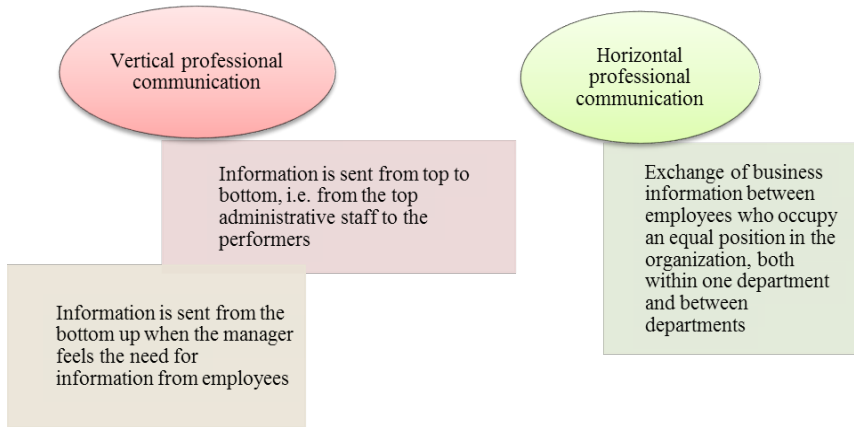 Vertical professional
communication
Horizontal
professional
communication
Information is sent from top to
bottom, i.e. from the top
administrative staff to the
performers
Exchange of business
information between
employees who occupy
an equal position in the
organization, both
within one department
and between
departments
Information is sent from the
bottom up when the manager
feels the need for
information from employees